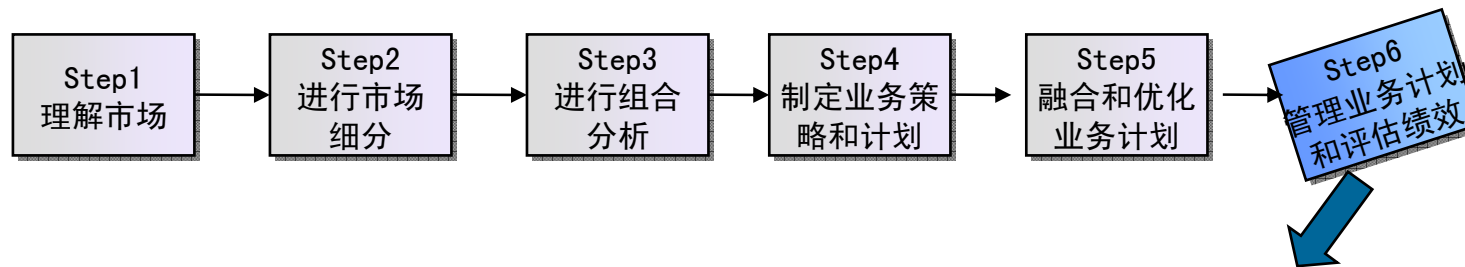 Step1
理解市场
Step2
进行市场
细分
Step3
进行组合
分析
Step4
制定业务策
略和计划
Step5
融合和优化
业务计划
Step6
管理业务计划
和评估绩效